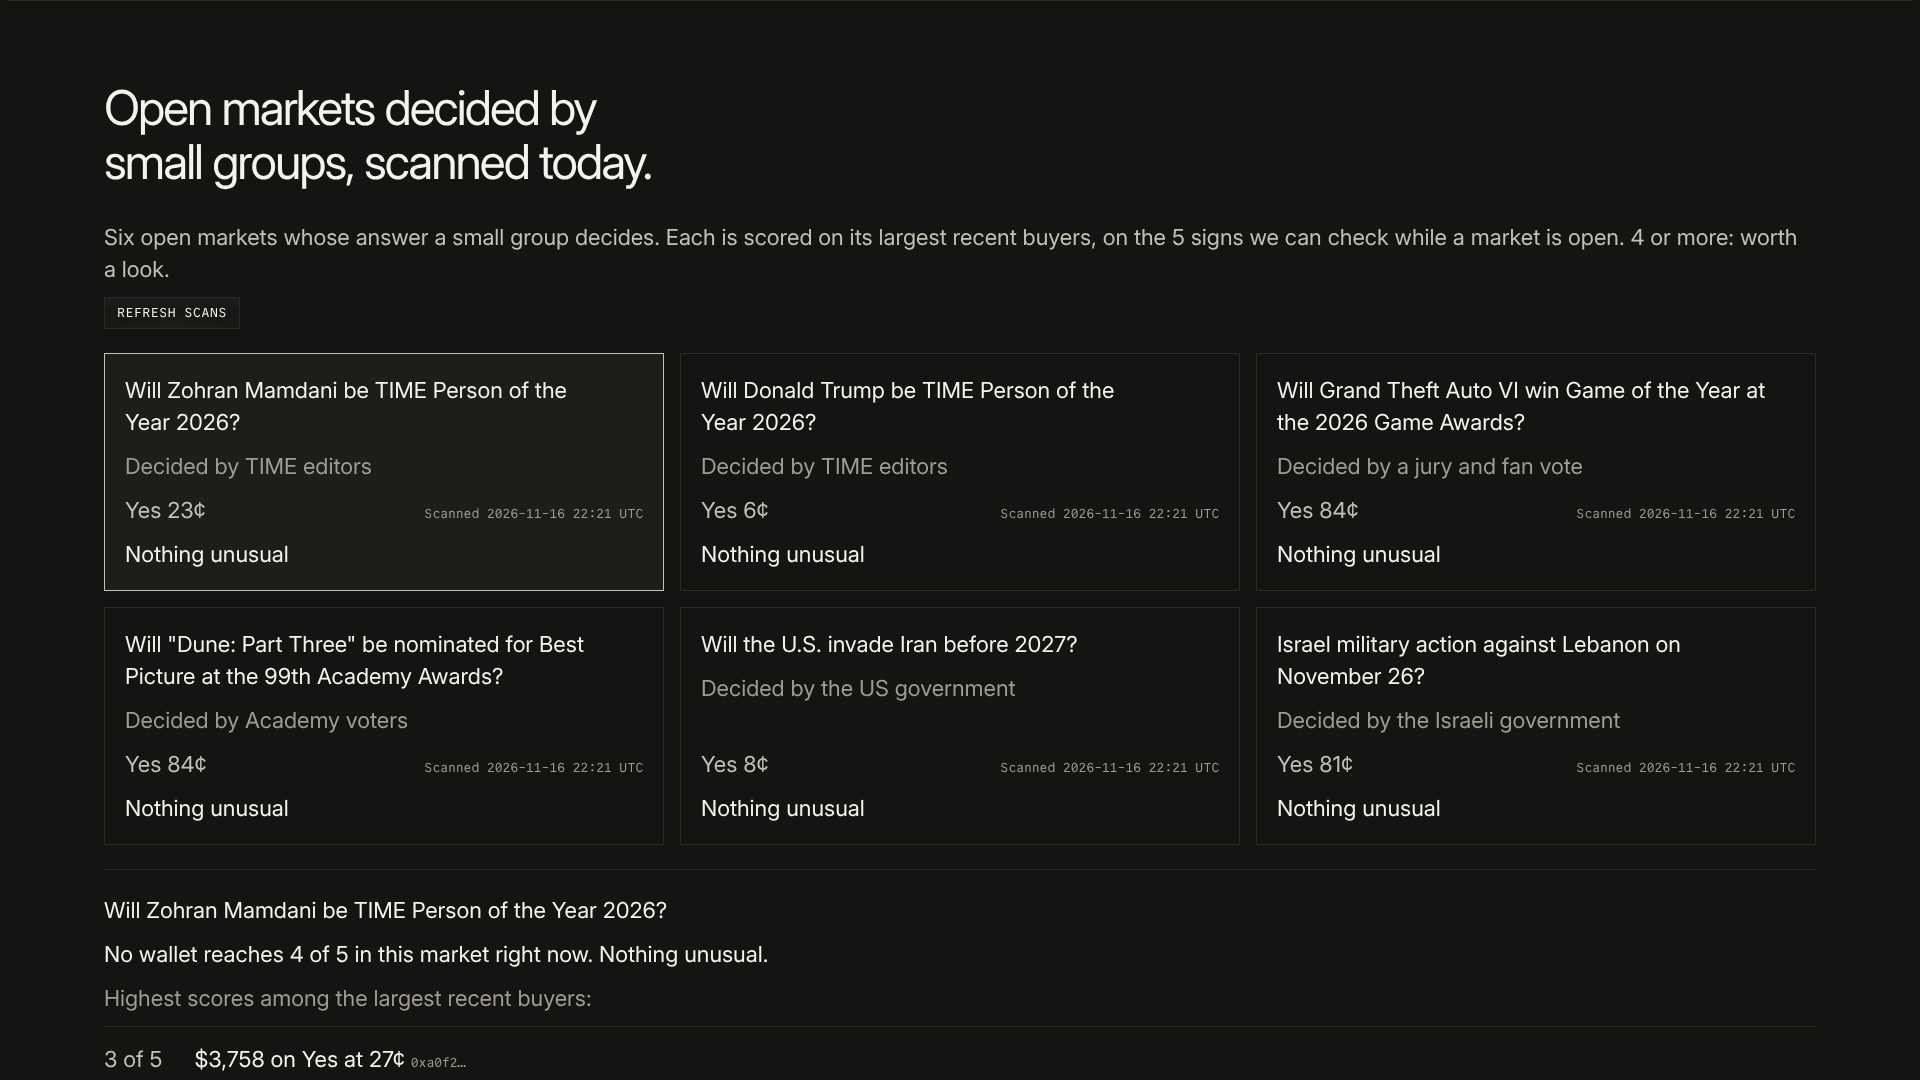 Open markets decided by
small groups, scanned today.
Six open markets whose answer a small group decides. Each is scored on its largest recent buyers, on the 5 signs we can check while a market is open. 4 or more: worth
a look.
REFRESH SCANS
Will Zohran Mamdani be TIME Person of the
Year 2026?
Decided by TIME editors
Yes 23¢
Scanned 2026-11-16 22:21 UTC
Nothing unusual
Will Donald Trump be TIME Person of the
Year 2026?
Decided by TIME editors
Yes 6¢
Scanned 2026-11-16 22:21 UTC
Nothing unusual
Will Grand Theft Auto VI win Game of the Year at
the 2026 Game Awards?
Decided by a jury and fan vote
Yes 84¢
Scanned 2026-11-16 22:21 UTC
Nothing unusual
Will "Dune: Part Three" be nominated for Best
Picture at the 99th Academy Awards?
Decided by Academy voters
Yes 84¢
Scanned 2026-11-16 22:21 UTC
Nothing unusual
Will the U.S. invade Iran before 2027?
Decided by the US government
Yes 8¢
Scanned 2026-11-16 22:21 UTC
Nothing unusual
Israel military action against Lebanon on
November 26?
Decided by the Israeli government
Yes 81¢
Scanned 2026-11-16 22:21 UTC
Nothing unusual
Will Zohran Mamdani be TIME Person of the Year 2026?
No wallet reaches 4 of 5 in this market right now. Nothing unusual.
Highest scores among the largest recent buyers:
3 of 5 $3,758 on Yes at 27¢ 0xa0f2…